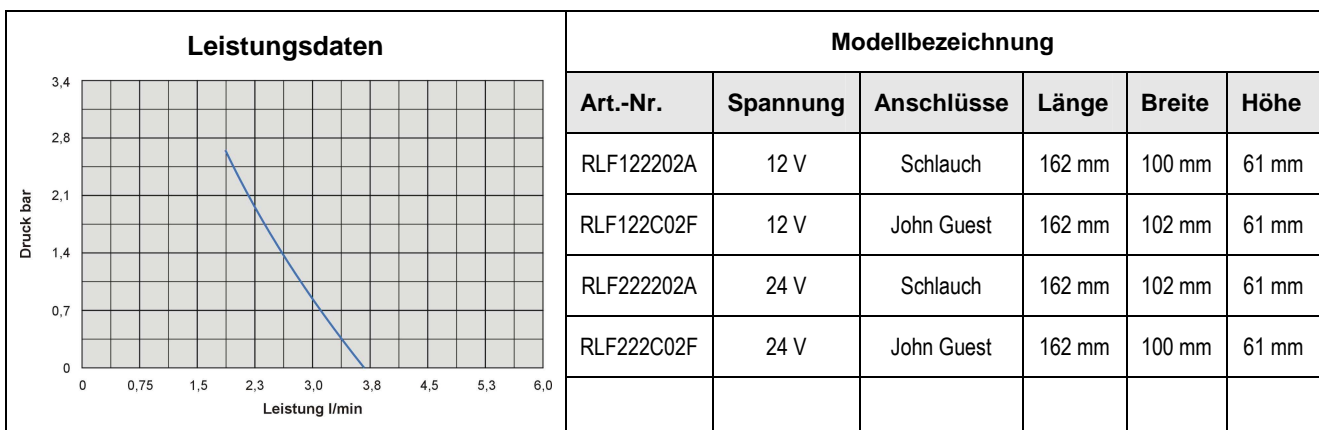 Leistungsdaten
3,4
2,8
2,1
1,4
0,7
0
Druck bar
0 0,75 1,5 2,3 3,0 3,8 4,5 5,3 6,0
Leistung l/min
Modellbezeichnung
Art.-Nr. Spannung Anschlüsse Länge Breite Höhe
RLF122202A 12 V Schlauch 162 mm 100 mm 61 mm
RLF122C02F 12 V John Guest 162 mm 102 mm 61 mm
RLF222202A 24 V Schlauch 162 mm 102 mm 61 mm
RLF222C02F 24 V John Guest 162 mm 100 mm 61 mm